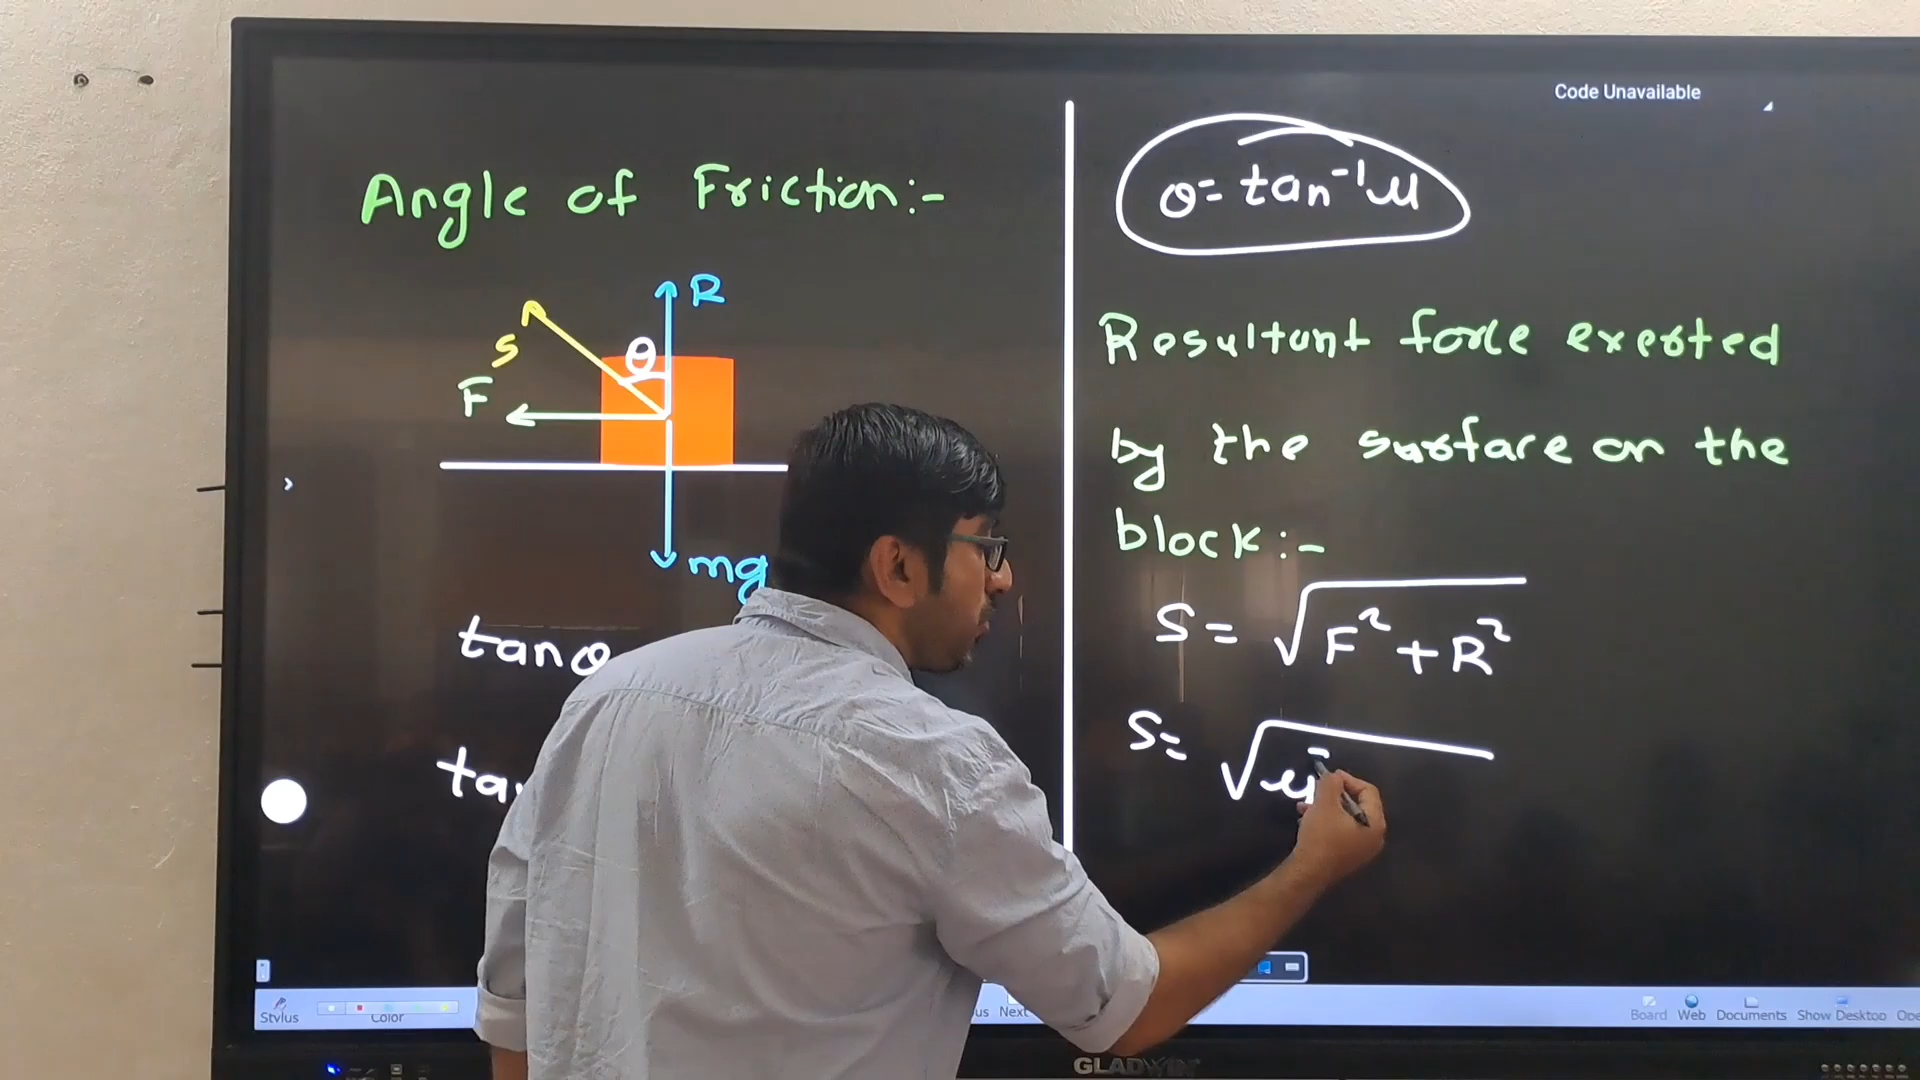 Code Unavailable
Angle of Friction:-
R
S
θ
F
mg
tanθ
θ= tan⁻¹μ
Resultant force exerted
by the surface on the
block:-
S= √F²+R²
S= √μ
Stylus
Color
Next
Board Web Documents Show Desktop
GLADWIN